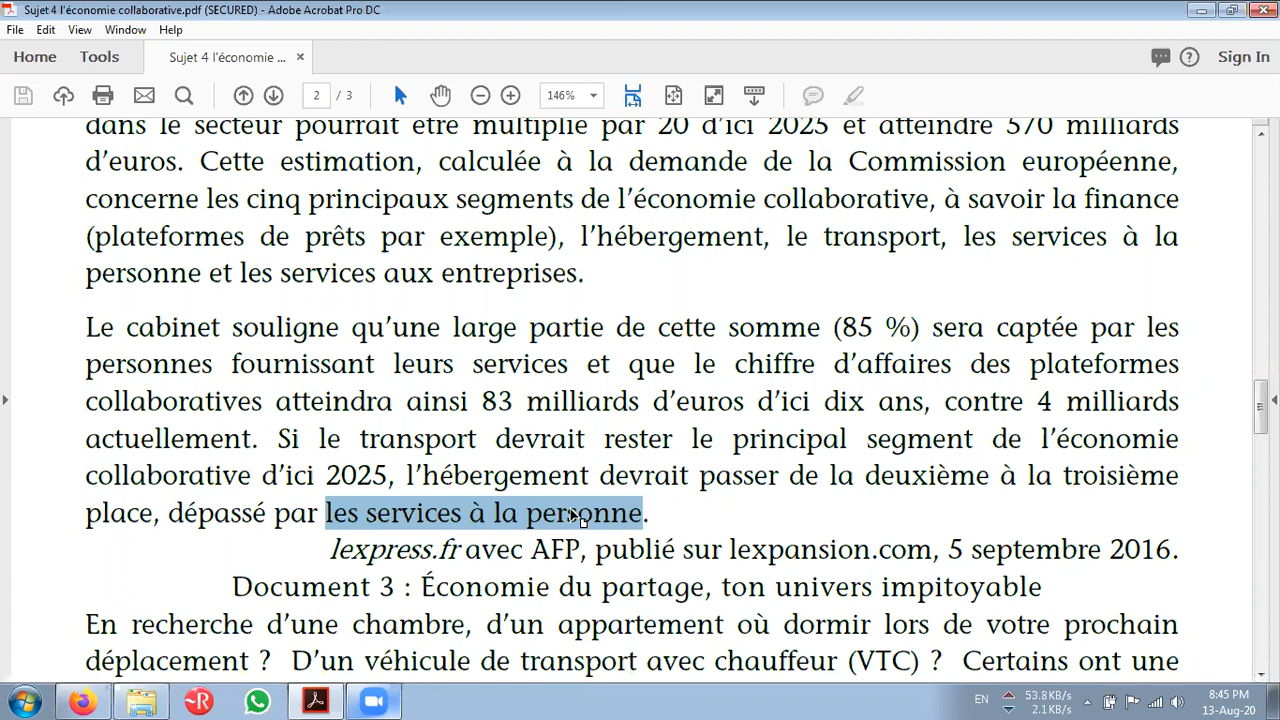 Sujet 4 l'économie collaborative.pdf (SECURED) - Adobe Acrobat Pro DC
File Edit View Window Help
Home Tools Sujet 4 l'économie ... × Sign In
2 / 3 146%
dans le secteur pourrait être multiplié par 20 d'ici 2025 et atteindre 570 milliards
d'euros. Cette estimation, calculée à la demande de la Commission européenne,
concerne les cinq principaux segments de l'économie collaborative, à savoir la finance
(plateformes de prêts par exemple), l'hébergement, le transport, les services à la
personne et les services aux entreprises.
Le cabinet souligne qu'une large partie de cette somme (85 %) sera captée par les
personnes fournissant leurs services et que le chiffre d'affaires des plateformes
collaboratives atteindra ainsi 83 milliards d'euros d'ici dix ans, contre 4 milliards
actuellement. Si le transport devrait rester le principal segment de l'économie
collaborative d'ici 2025, l'hébergement devrait passer de la deuxième à la troisième
place, dépassé par les services à la personne.
lexpress.fr avec AFP, publié sur lexpansion.com, 5 septembre 2016.
Document 3 : Économie du partage, ton univers impitoyable
En recherche d'une chambre, d'un appartement où dormir lors de votre prochain
déplacement ? D'un véhicule de transport avec chauffeur (VTC) ? Certains ont une
EN 53.8KB/s 8:45 PM
2.1KB/s 13-Aug-20